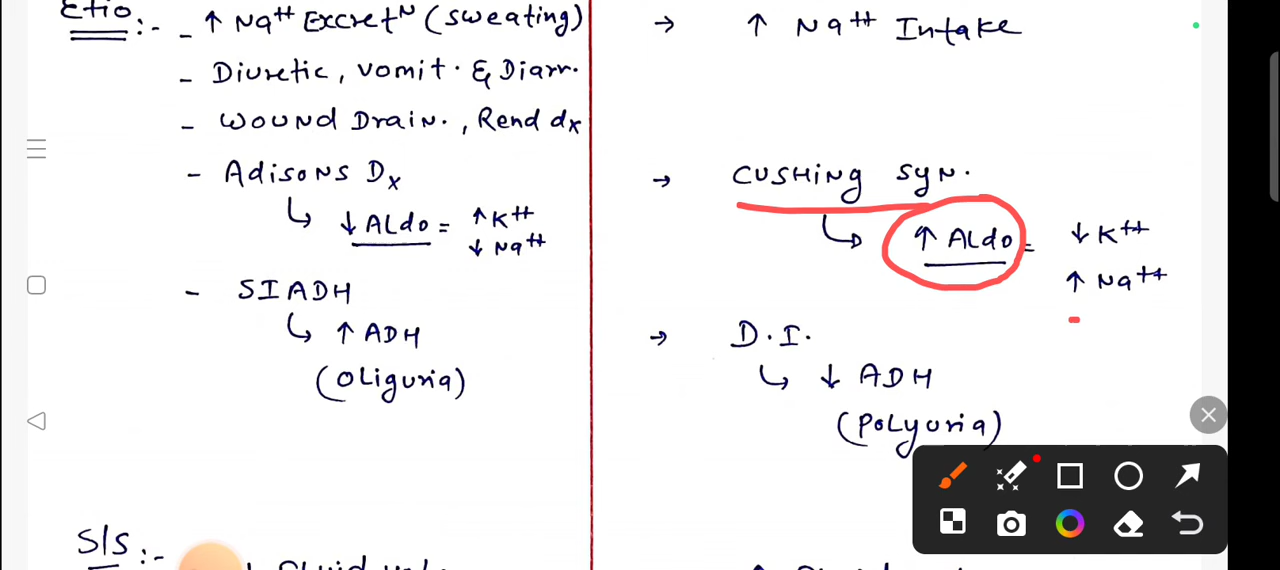 Etio :-
- ↑ Na++ Excretᴺ (sweating)
- Diuretic, vomit. & Diarr.
- Wound Drain., Rend dx
- Adisons Dx
↳ ↓ Aldo = ↑ K++
↓ Na++
- SIADH
↳ ↑ ADH
(Oliguria)
S/S :-
→ ↑ Na++ Intake
→ CUSHing Syn.
↳ ↑ Aldo = ↓ K++
↑ Na++
→ D.I.
↳ ↓ ADH
(Polyuria)